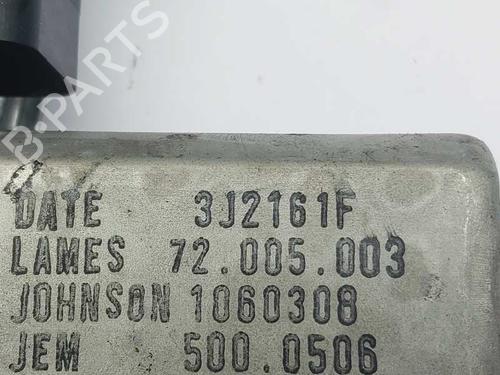 B-PARTS
DATE 3J2161F
LAMES 72.005.003
JOHNSON 1060308
JEM 500.0506